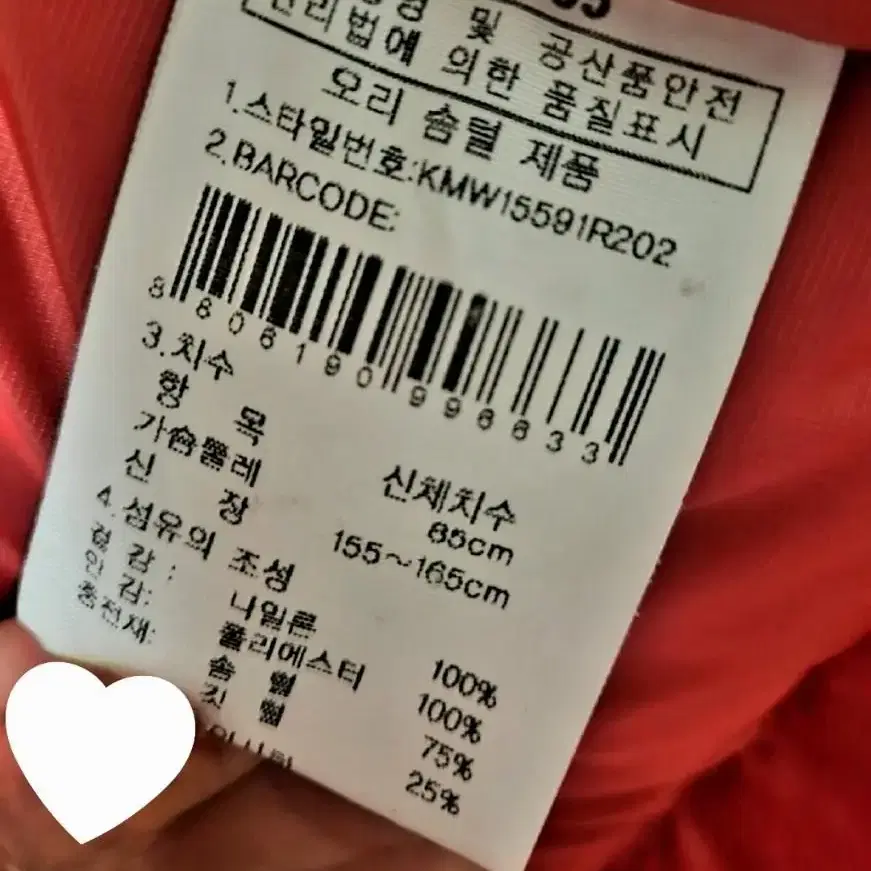 및 공산품안전
관리법에 의한 품질표시
오리 솜털 제품
1.스타일번호:KMW15591R202
2.BARCODE:
8806190996633
3.치수
항 목 신체치수
가슴둘레 85cm
신 장 155~165cm
4.섬유의 조성
겉 감: 나일론 100%
안 감: 폴리에스터 100%
충전재: 솜 털 75%
깃 털 25%